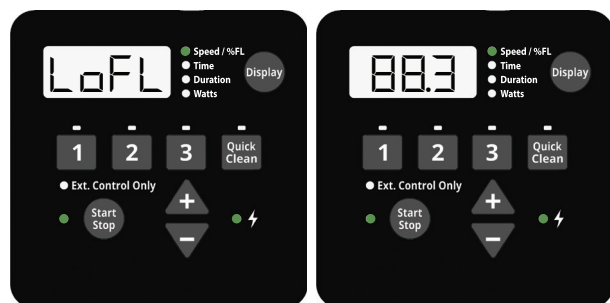 LoFL
Speed / %FL
Time
Duration
Watts
Display
1 2 3 Quick Clean
Ext. Control Only
Start Stop
+
−
88.3
Speed / %FL
Time
Duration
Watts
Display
1 2 3 Quick Clean
Ext. Control Only
Start Stop
+
−